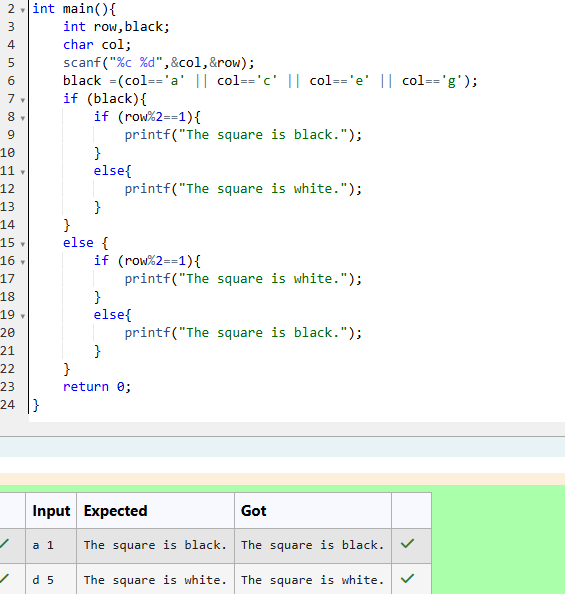 2 int main(){
3     int row,black;
4     char col;
5     scanf("%c %d",&col,&row);
6     black =(col=='a' || col=='c' || col=='e' || col=='g');
7     if (black){
8         if (row%2==1){
9             printf("The square is black.");
10         }
11         else{
12             printf("The square is white.");
13         }
14     }
15     else {
16         if (row%2==1){
17             printf("The square is white.");
18         }
19         else{
20             printf("The square is black.");
21         }
22     }
23     return 0;
24 }
Input Expected Got
a 1 The square is black. The square is black.
d 5 The square is white. The square is white.